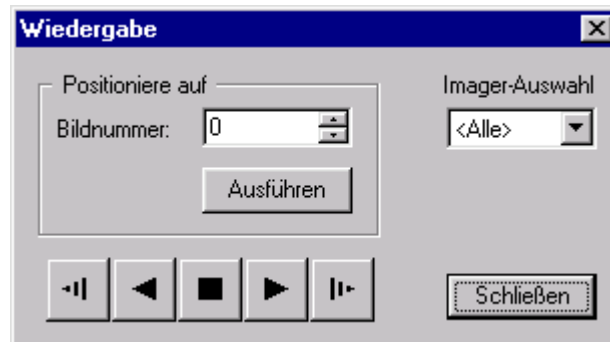 Wiedergabe
Positioniere auf
Imager-Auswahl
Bildnummer: 0
<Alle>
Ausführen
Schließen